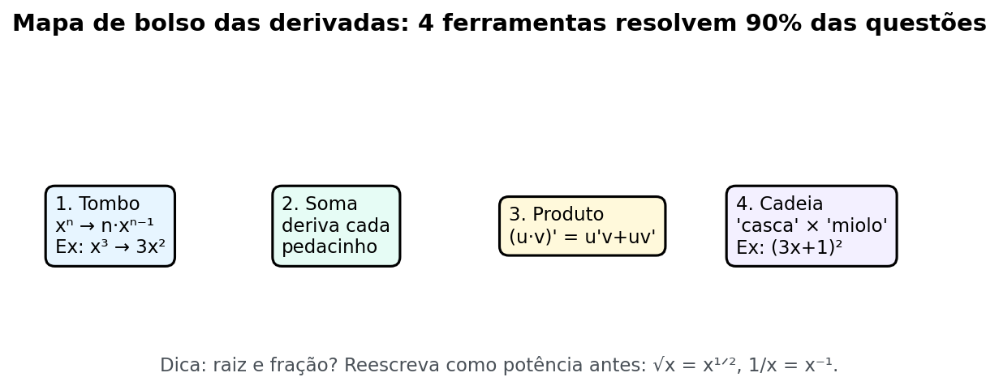 Mapa de bolso das derivadas: 4 ferramentas resolvem 90% das questões
1. Tombo
xⁿ → n·xⁿ⁻¹
Ex: x³ → 3x²
2. Soma
deriva cada
pedacinho
3. Produto
(u·v)' = u'v+uv'
4. Cadeia
'casca' × 'miolo'
Ex: (3x+1)²
Dica: raiz e fração? Reescreva como potência antes: √x = x¹ᐟ², 1/x = x⁻¹.